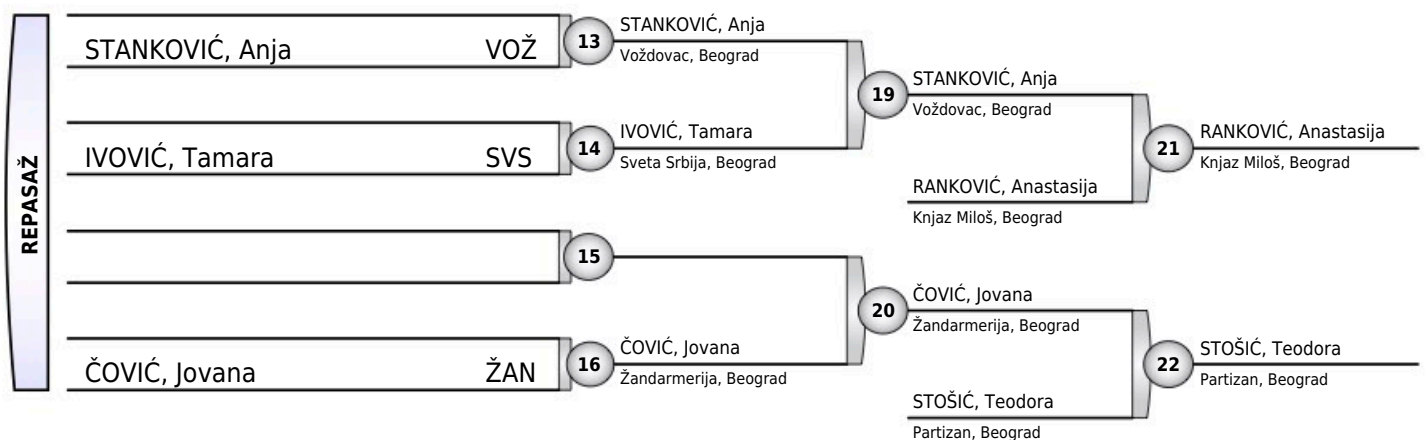 REPASAŽ
STANKOVIĆ, Anja VOŽ
13
STANKOVIĆ, Anja
Voždovac, Beograd
IVOVIĆ, Tamara SVS
14
IVOVIĆ, Tamara
Sveta Srbija, Beograd
15
ČOVIĆ, Jovana ŽAN
16
ČOVIĆ, Jovana
Žandarmerija, Beograd
19
STANKOVIĆ, Anja
Voždovac, Beograd
RANKOVIĆ, Anastasija
Knjaz Miloš, Beograd
20
ČOVIĆ, Jovana
Žandarmerija, Beograd
STOŠIĆ, Teodora
Partizan, Beograd
21
RANKOVIĆ, Anastasija
Knjaz Miloš, Beograd
22
STOŠIĆ, Teodora
Partizan, Beograd